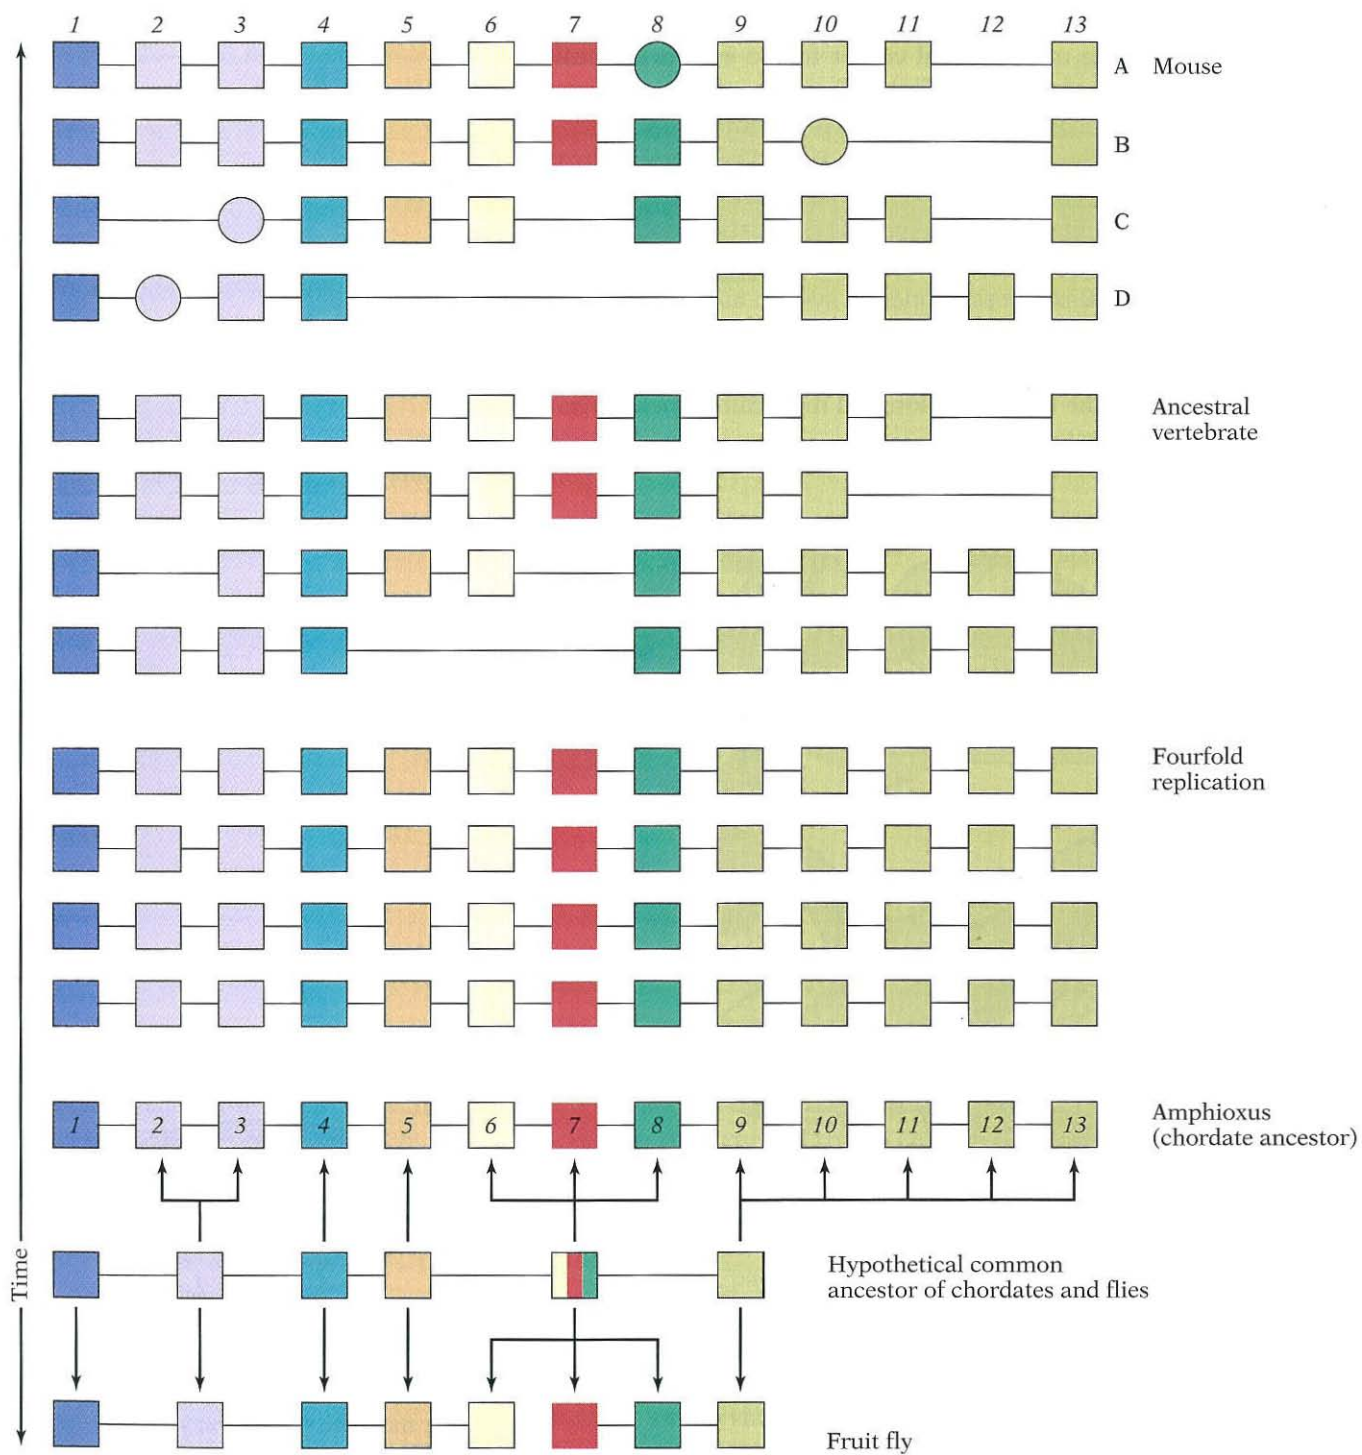 1 2 3 4 5 6 7 8 9 10 11 12 13
A Mouse
B
C
D
Ancestral
vertebrate
Fourfold
replication
1 2 3 4 5 6 7 8 9 10 11 12 13
Amphioxus
(chordate ancestor)
Time
Hypothetical common
ancestor of chordates and flies
Fruit fly